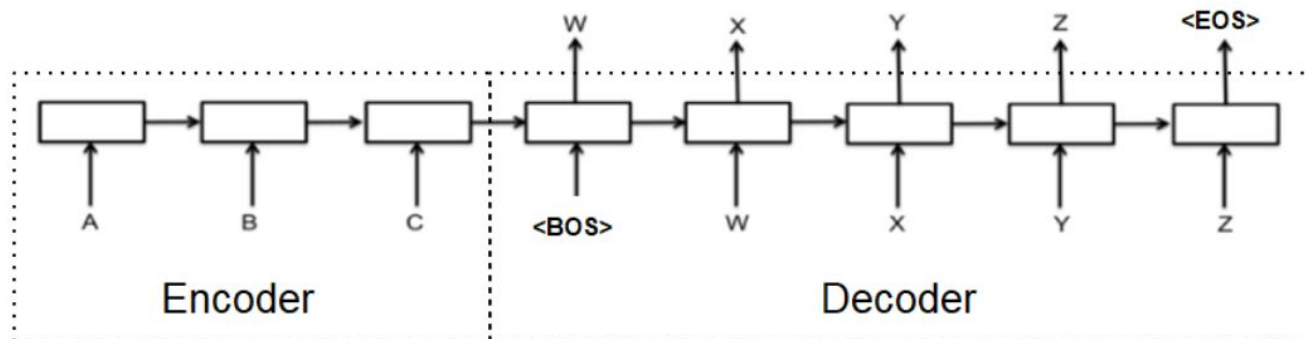 W X Y Z <EOS>
A B C <BOS> W X Y Z
Encoder Decoder